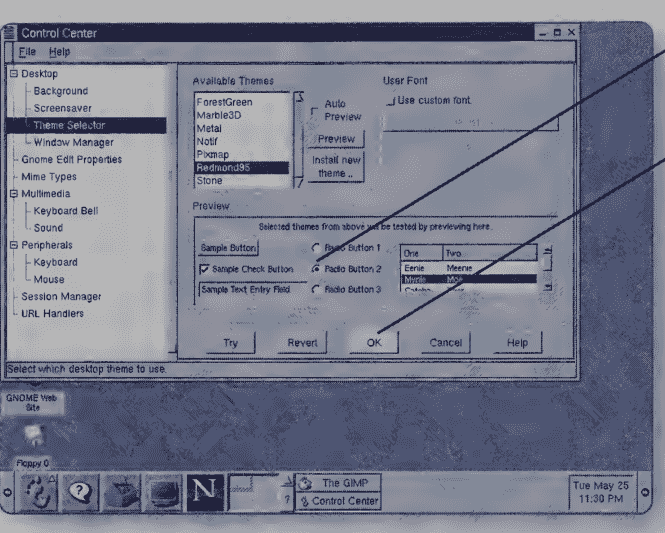 Control Center
File Help
Desktop
Background
Screensaver
Theme Selector
Window Manager
Gnome Edit Properties
Mime Types
Multimedia
Keyboard Bell
Sound
Peripherals
Keyboard
Mouse
Session Manager
URL Handlers
Available Themes
ForestGreen
Marble3D
Metal
Notif
Pixmap
Redmond95
Stone
Auto
Preview
Preview
Install new
theme ..
User Font
Use custom font.
Preview
Selected themes from above will be tested by previewing here.
Sample Button
Sample Check Button
Sample Text Entry Field
Radio Button 1
Radio Button 2
Radio Button 3
One Two
Eenie Meenie
Mynie Moe
Try Revert OK Cancel Help
Select which desktop theme to use.
GNOME Web
Site
Floppy 0
N
?
The GIMP
Control Center
Tue May 25
11:30 PM